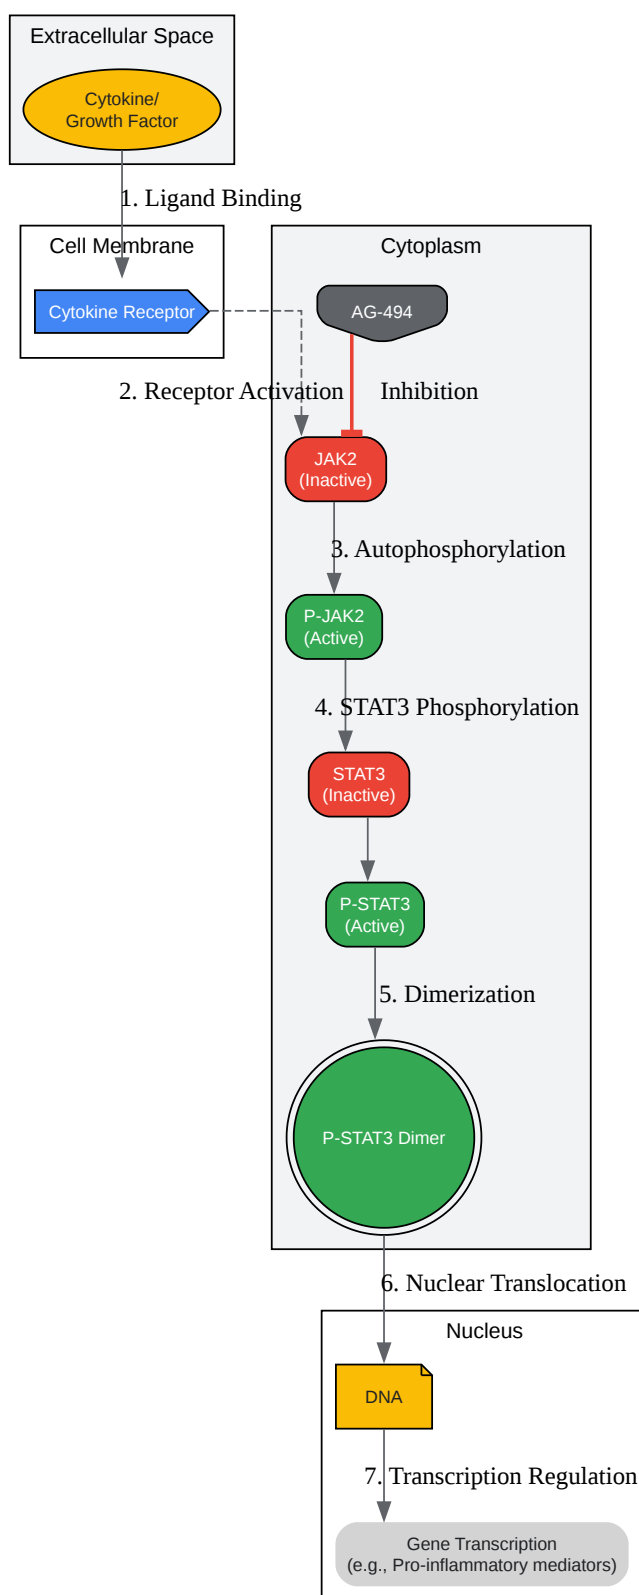 Extracellular Space
Cytokine/
Growth Factor
1. Ligand Binding
Cell Membrane
Cytokine Receptor
Cytoplasm
AG-494
2. Receptor Activation
Inhibition
JAK2
(Inactive)
3. Autophosphorylation
P-JAK2
(Active)
4. STAT3 Phosphorylation
STAT3
(Inactive)
P-STAT3
(Active)
5. Dimerization
P-STAT3 Dimer
6. Nuclear Translocation
Nucleus
DNA
7. Transcription Regulation
Gene Transcription
(e.g., Pro-inflammatory mediators)